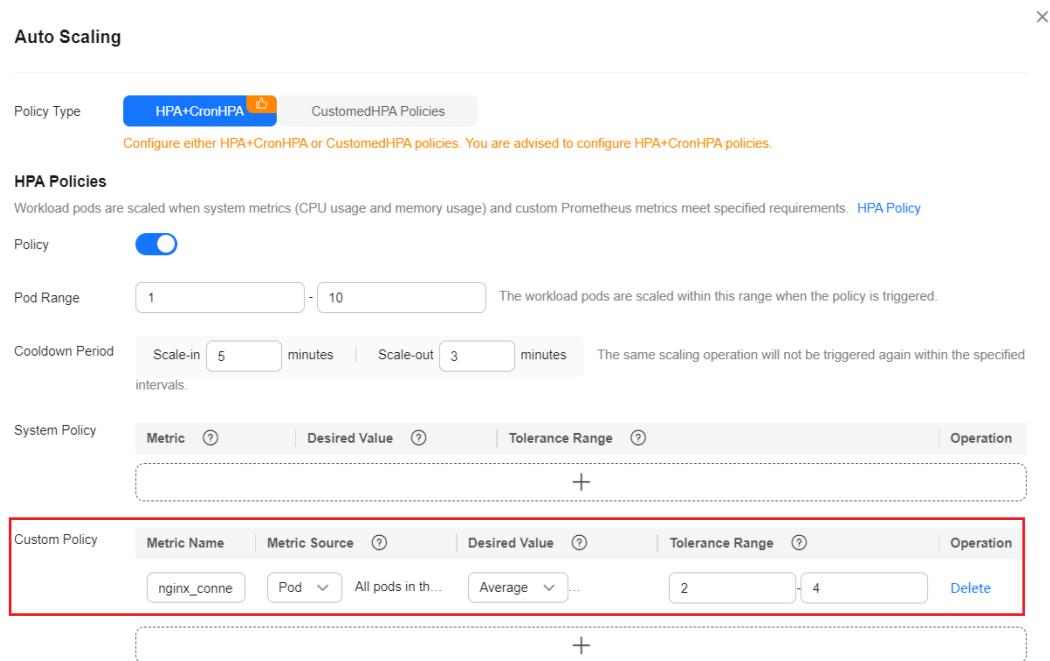 Auto Scaling
Policy Type
HPA+CronHPA
CustomedHPA Policies
Configure either HPA+CronHPA or CustomedHPA policies. You are advised to configure HPA+CronHPA policies.
HPA Policies
Workload pods are scaled when system metrics (CPU usage and memory usage) and custom Prometheus metrics meet specified requirements. HPA Policy
Policy
Pod Range 1 - 10 The workload pods are scaled within this range when the policy is triggered.
Cooldown Period Scale-in 5 minutes Scale-out 3 minutes The same scaling operation will not be triggered again within the specified
intervals.
System Policy
Metric ? Desired Value ? Tolerance Range ? Operation
+
Custom Policy
Metric Name Metric Source ? Desired Value ? Tolerance Range ? Operation
nginx_conne Pod All pods in th... Average ... 2 - 4 Delete
+